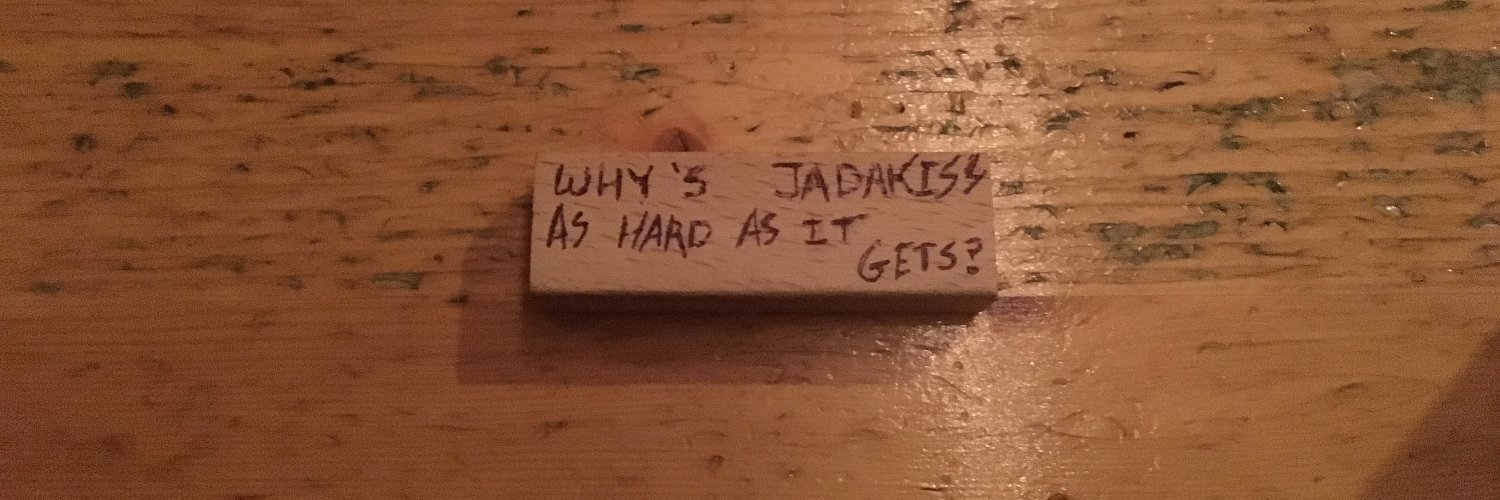 WHY'S JADAKISS
AS HARD AS IT
GETS?